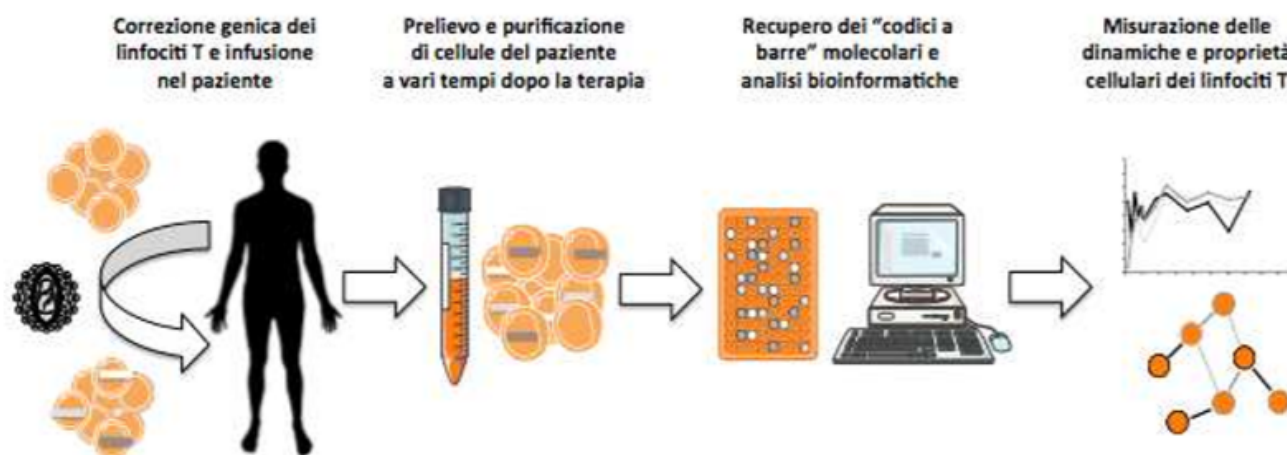 Correzione genica dei
linfociti T e infusione
nel paziente
Prelievo e purificazione
di cellule del paziente
a vari tempi dopo la terapia
Recupero dei “codici a
barre” molecolari e
analisi bioinformatiche
Misurazione delle
dinamiche e proprietà
cellulari dei linfociti T